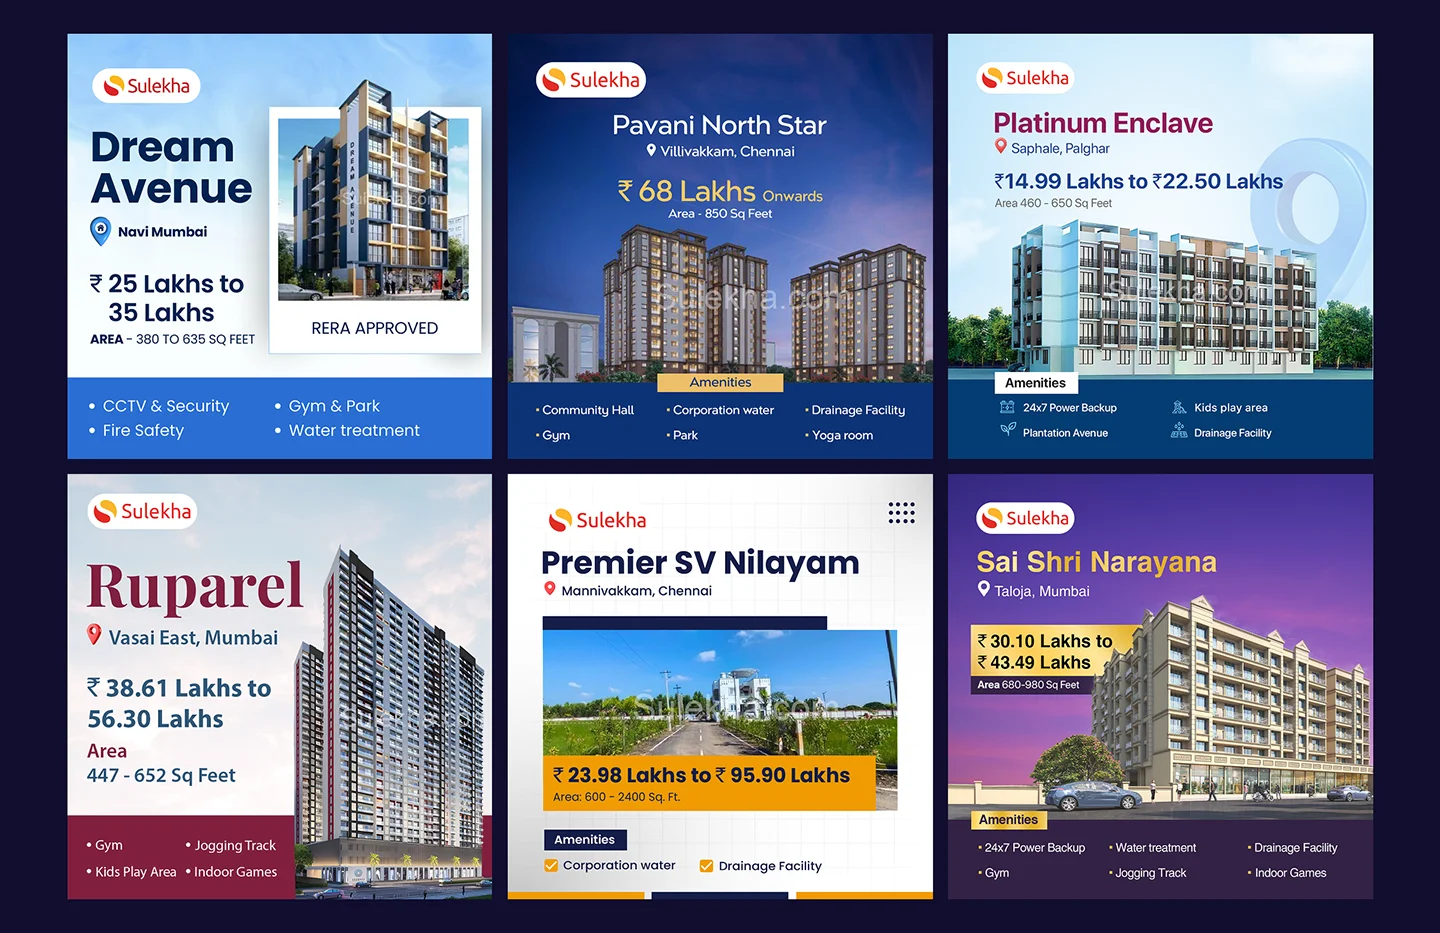 Sulekha
Dream
Avenue
Navi Mumbai
₹ 25 Lakhs to
35 Lakhs
AREA - 380 TO 635 SQ FEET
DREAM AVENUE
Sulekha.com
RERA APPROVED
• CCTV & Security
• Gym & Park
• Fire Safety
• Water treatment
Sulekha
Pavani North Star
Villivakkam, Chennai
₹ 68 Lakhs Onwards
Area - 850 Sq Feet
Sulekha.com
Amenities
• Community Hall
• Corporation water
• Drainage Facility
• Gym
• Park
• Yoga room
Sulekha
Platinum Enclave
Saphale, Palghar
₹14.99 Lakhs to ₹22.50 Lakhs
Area 460 - 650 Sq Feet
Sulekha.com
Amenities
24x7 Power Backup
Kids play area
Plantation Avenue
Drainage Facility
Sulekha
Ruparel
Vasai East, Mumbai
₹ 38.61 Lakhs to
56.30 Lakhs
Area
447 - 652 Sq Feet
Sulekha.com
• Gym
• Jogging Track
• Kids Play Area
• Indoor Games
Sulekha
Premier SV Nilayam
Mannivakkam, Chennai
Sulekha.com
₹ 23.98 Lakhs to ₹ 95.90 Lakhs
Area: 600 - 2400 Sq. Ft.
Amenities
Corporation water
Drainage Facility
Sulekha
Sai Shri Narayana
Taloja, Mumbai
₹ 30.10 Lakhs to
₹ 43.49 Lakhs
Area 680-980 Sq Feet
Amenities
• 24x7 Power Backup
• Water treatment
• Drainage Facility
• Gym
• Jogging Track
• Indoor Games